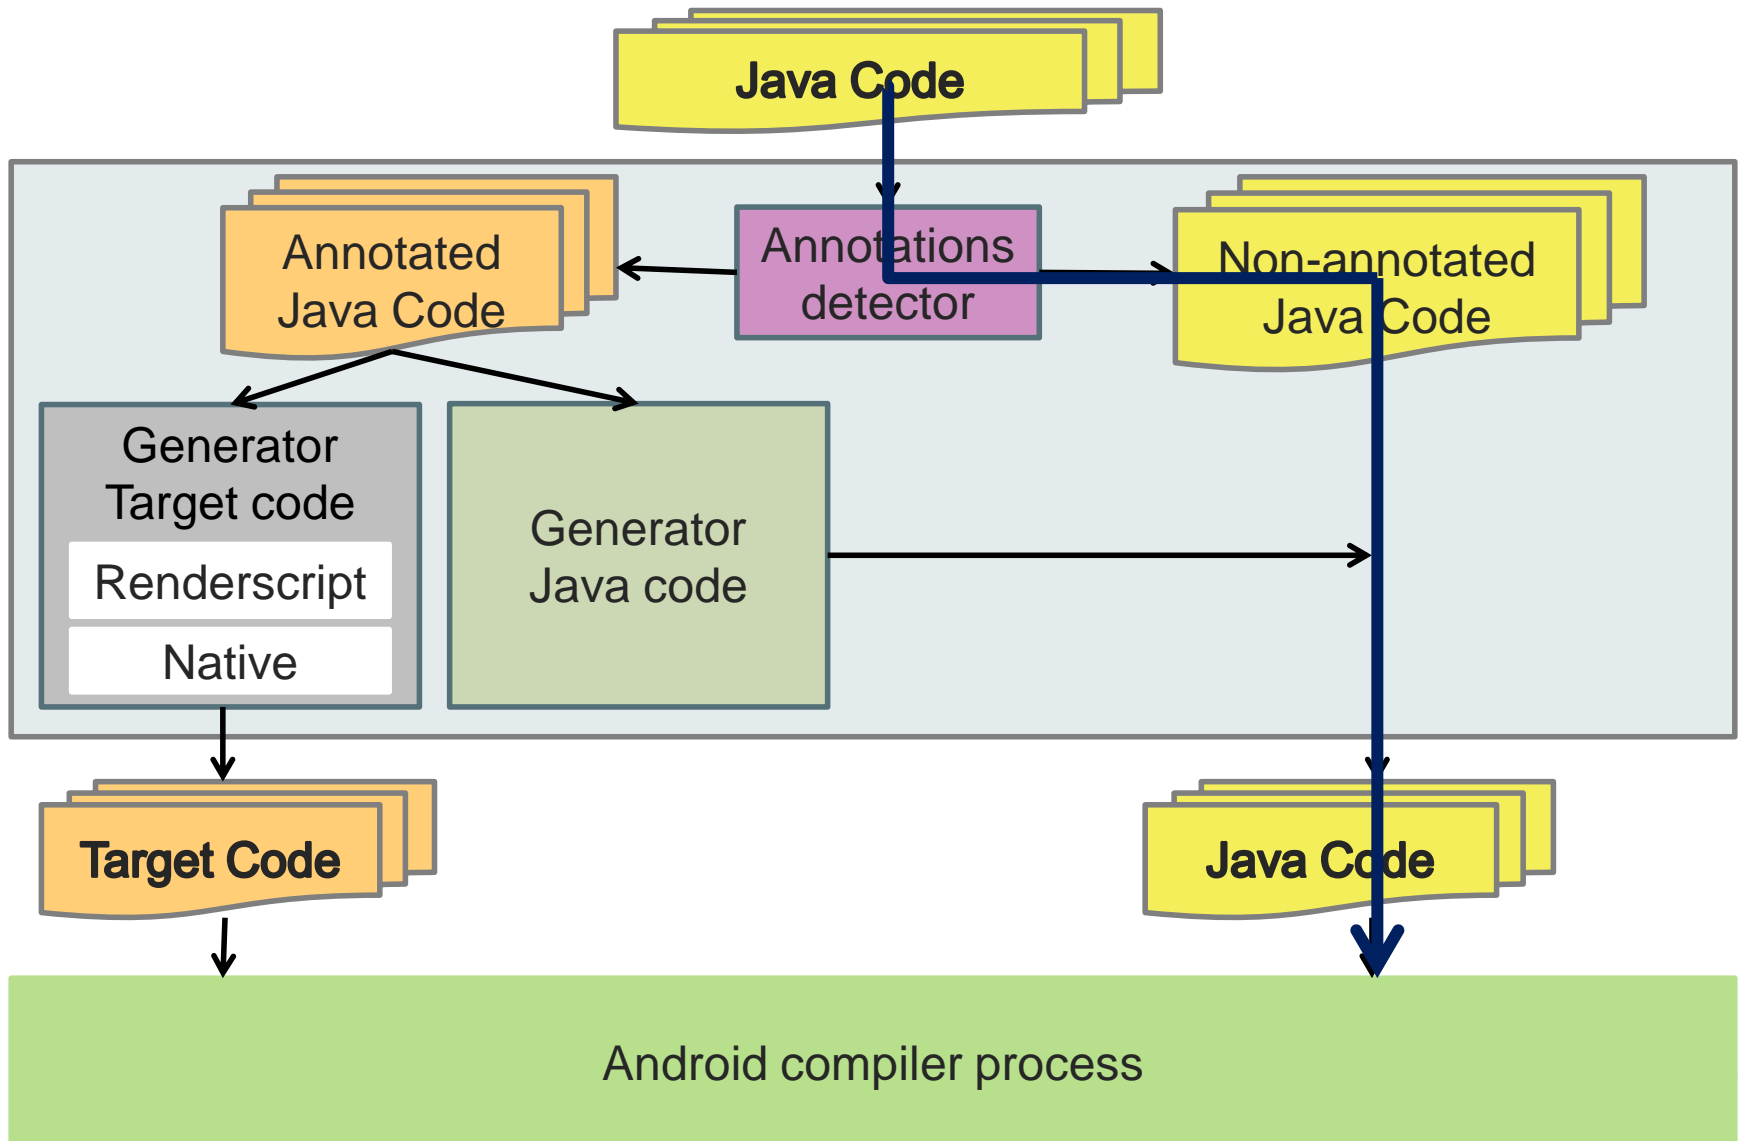 Java Code
Annotated
Java Code
Annotations
detector
Non-annotated
Java Code
Generator
Target code
Renderscript
Native
Generator
Java code
Target Code
Java Code
Android compiler process